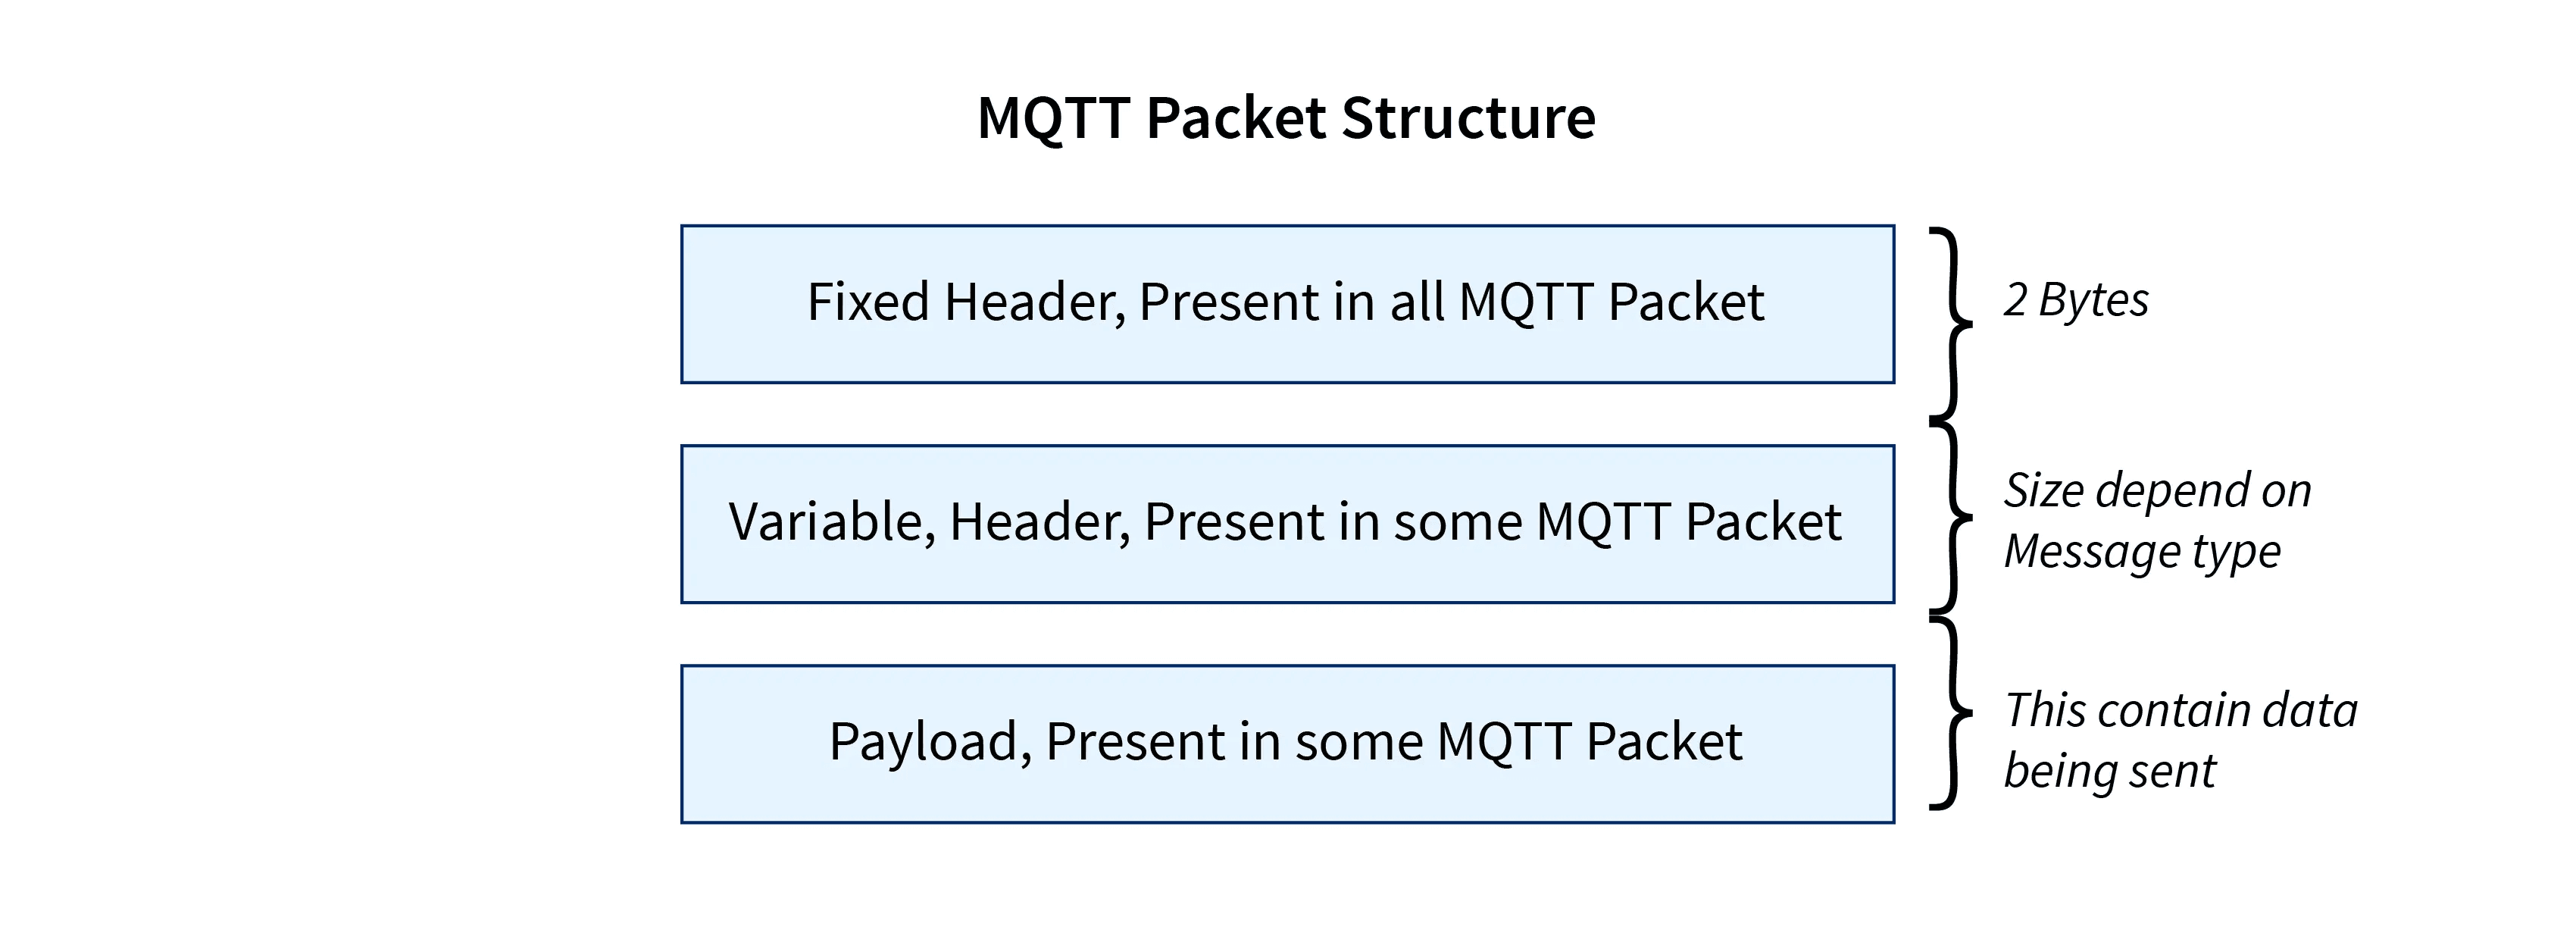 MQTT Packet Structure
Fixed Header, Present in all MQTT Packet
2 Bytes
Variable, Header, Present in some MQTT Packet
Size depend on
Message type
Payload, Present in some MQTT Packet
This contain data
being sent